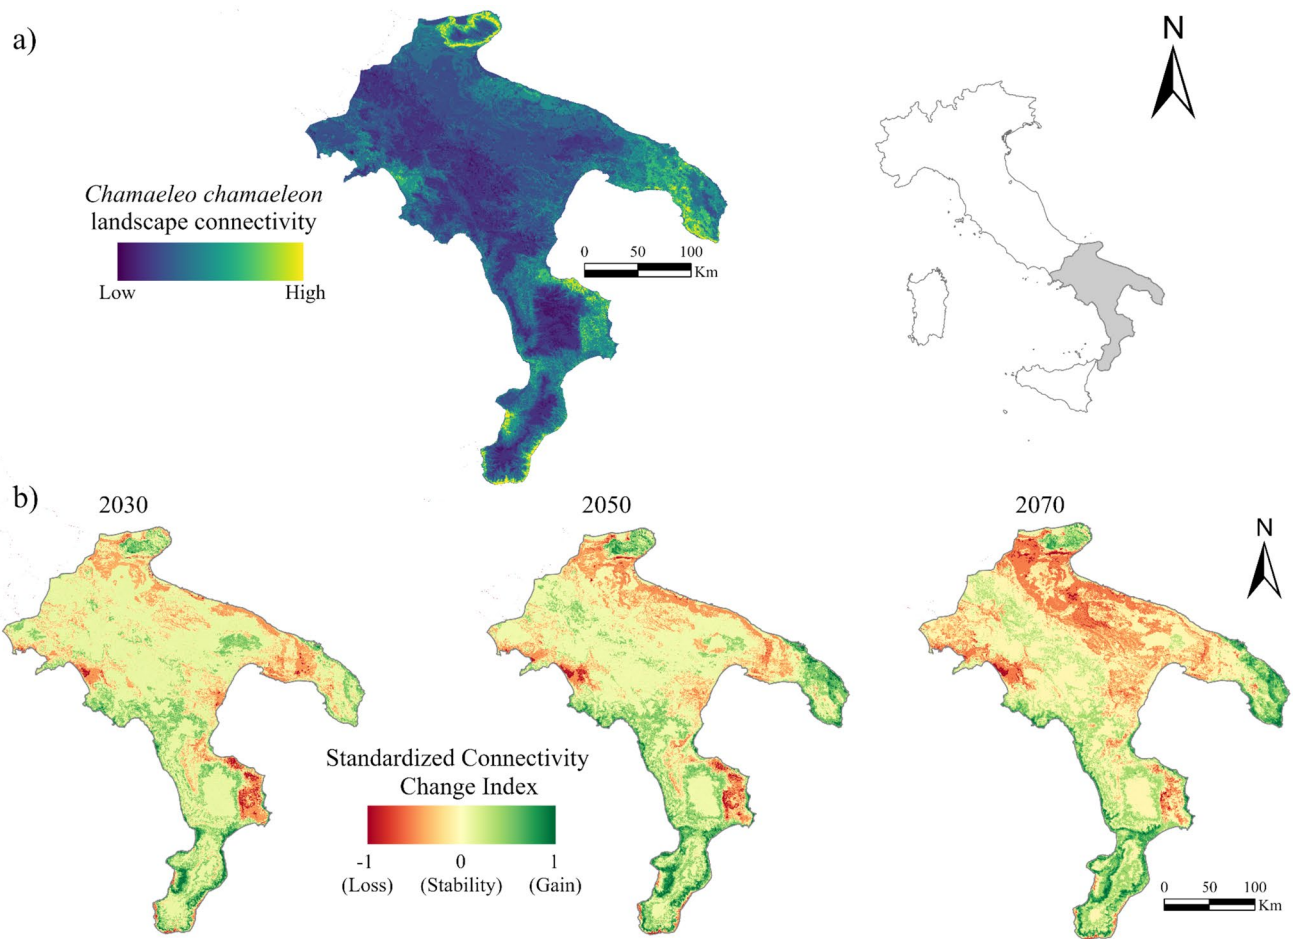 a)
N
Chamaeleo chamaeleon
landscape connectivity
Low High
0 50 100
Km
b)
2030 2050 2070
N
Standardized Connectivity
Change Index
-1 0 1
(Loss) (Stability) (Gain)
0 50 100
Km